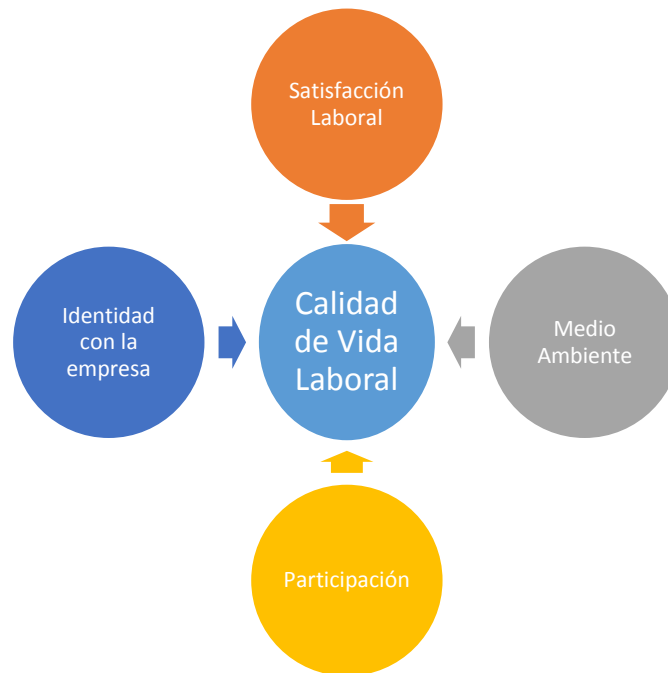 Satisfacción
Laboral
Identidad
con la
empresa
Calidad
de Vida
Laboral
Medio
Ambiente
Participación